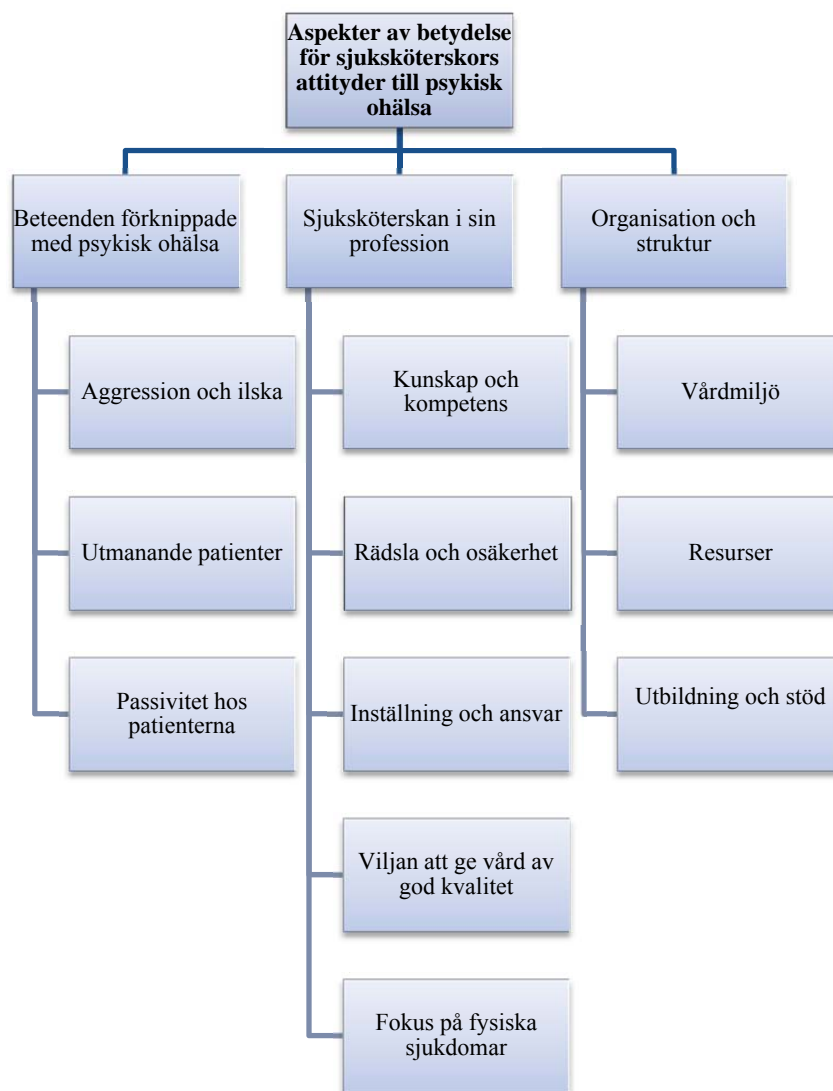 Aspekter av betydelse
för sjuksköterskors
attityder till psykisk
ohälsa
Beteenden förknippade
med psykisk ohälsa
Aggression och ilska
Utmanande patienter
Passivitet hos
patienterna
Sjuksköterskan i sin
profession
Kunskap och
kompetens
Rädsla och osäkerhet
Inställning och ansvar
Viljan att ge vård av
god kvalitet
Fokus på fysiska
sjukdomar
Organisation och
struktur
Vårdmiljö
Resurser
Utbildning och stöd